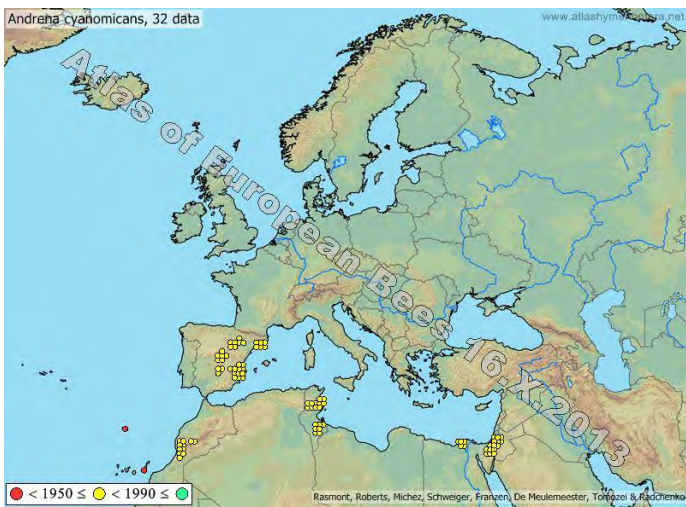 Andrena cyanomicans, 32 data
www.atlashymenoptera.net
Atlas of European Bees 16.X.2013
< 1950 ≤ < 1990 ≤
Rasmont, Roberts, Michez, Schweiger, Franzen, De Meulemeester, Tomozei & Radchenko